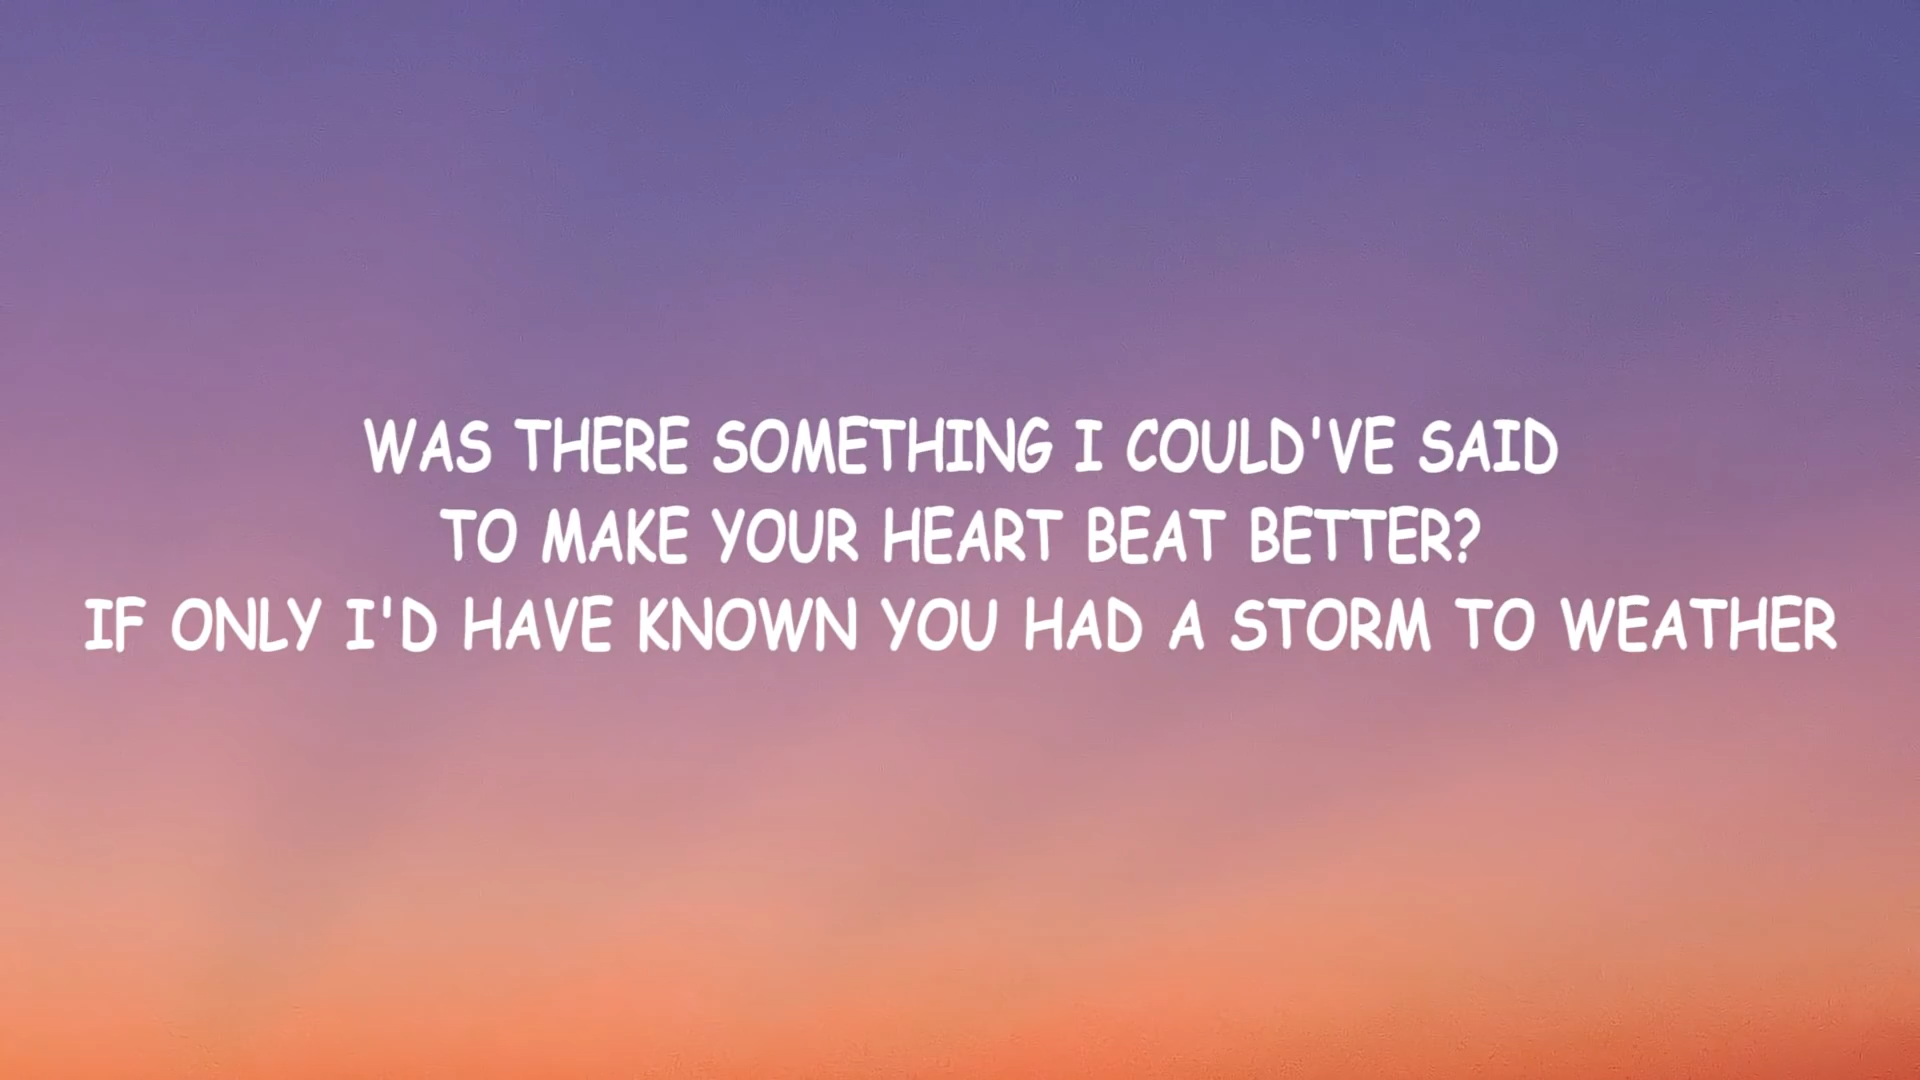 WAS THERE SOMETHING I COULD'VE SAID
TO MAKE YOUR HEART BEAT BETTER?
IF ONLY I'D HAVE KNOWN YOU HAD A STORM TO WEATHER